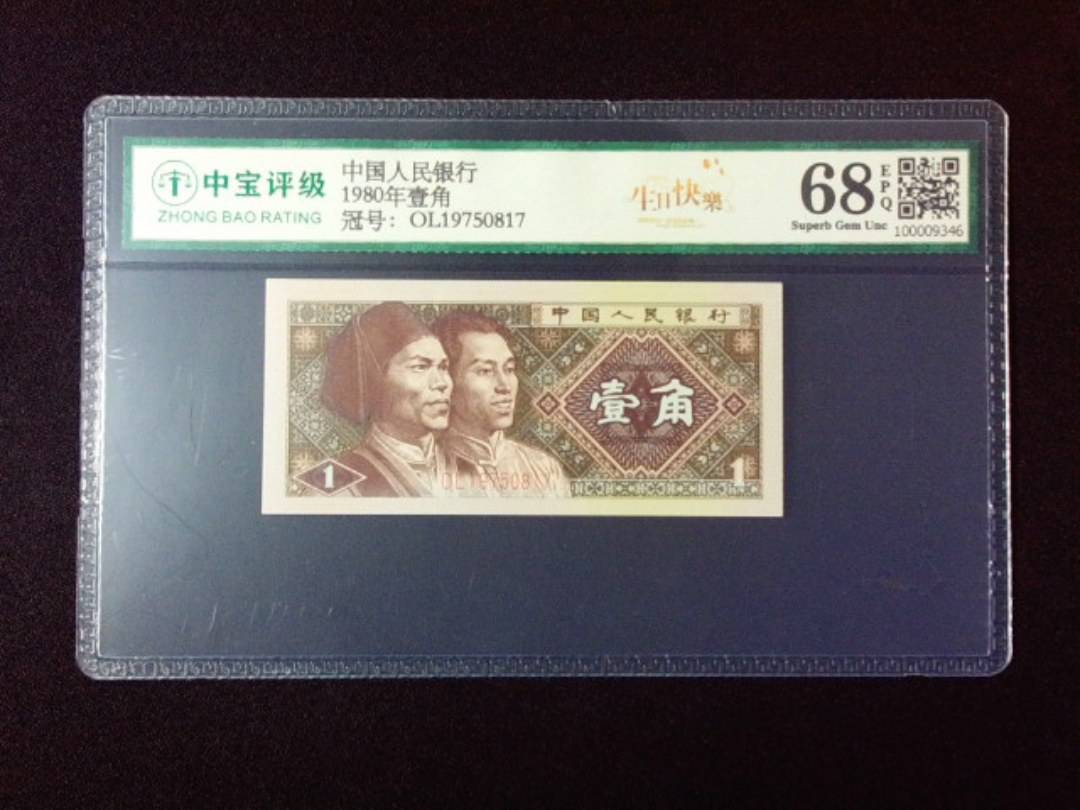 中宝评级
ZHONG BAO RATING
中国人民银行
1980年壹角
冠号: OL19750817
生日快樂
68
EPQ
Superb Gem Unc
100009346
中国人民银行
壹角
1
OL197508
1